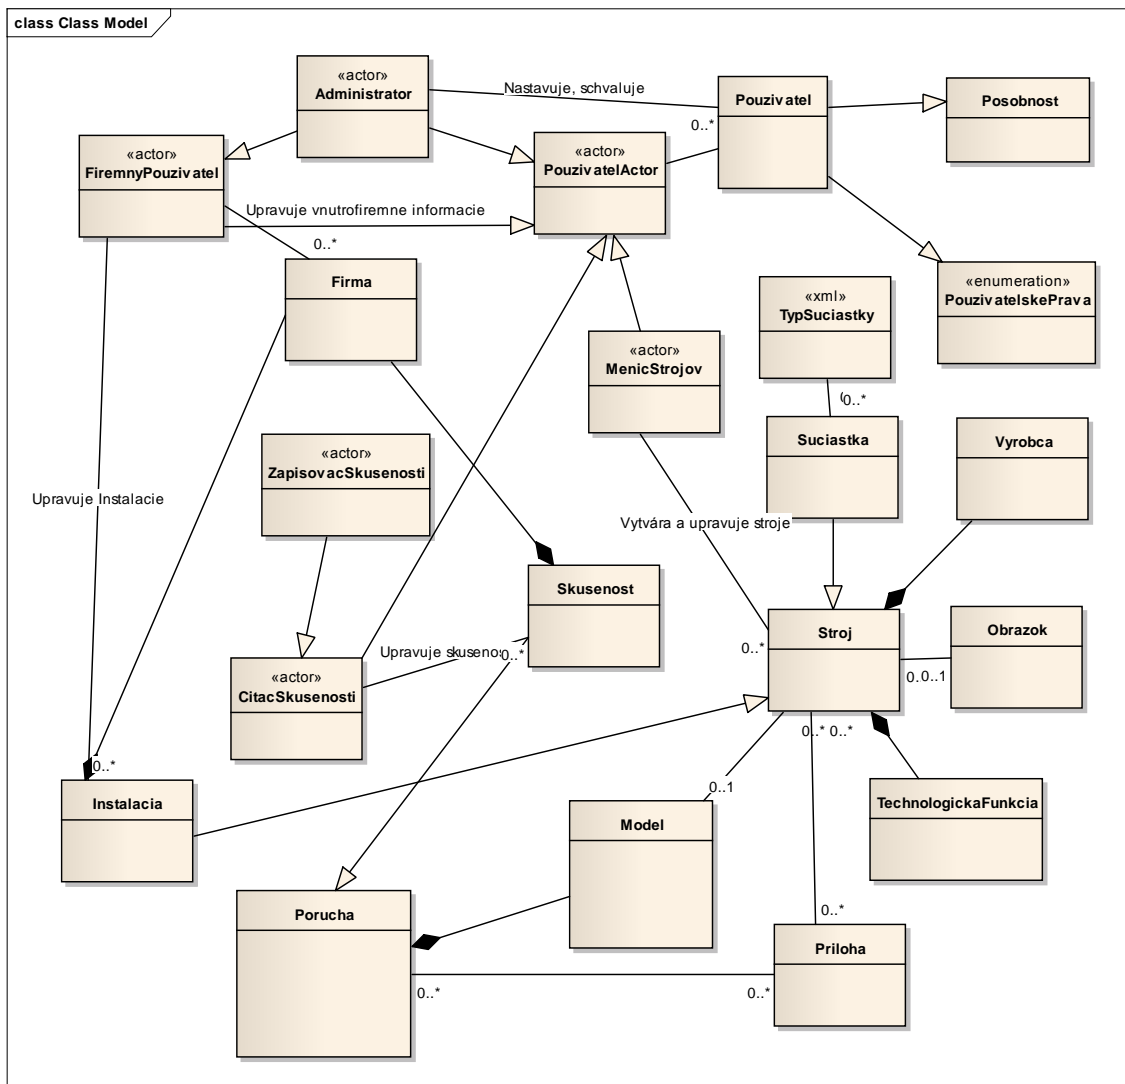 class Class Model
«actor»
Administrator
Nastavuje, schvaluje
0..*
Pouzivatel
Posobnost
«actor»
FiremnyPouzivatel
«actor»
PouzivatelActor
Upravuje vnutrofiremne informacie
0..*
Firma
«enumeration»
PouzivatelskePrava
«xml»
TypSuciastky
0..*
«actor»
MenicStrojov
Suciastka
Vyrobca
«actor»
ZapisovacSkusenosti
Upravuje Instalacie
Vytvára a upravuje stroje
0..*
Skusenost
Stroj
Obrazok
0..1
«actor»
CitacSkusenosti
Upravuje skusenos
0..*
0..* 0..*
0..*
Instalacia
0..1
Model
TechnologickaFunkcia
Porucha
0..*
Priloha
0..*
0..*